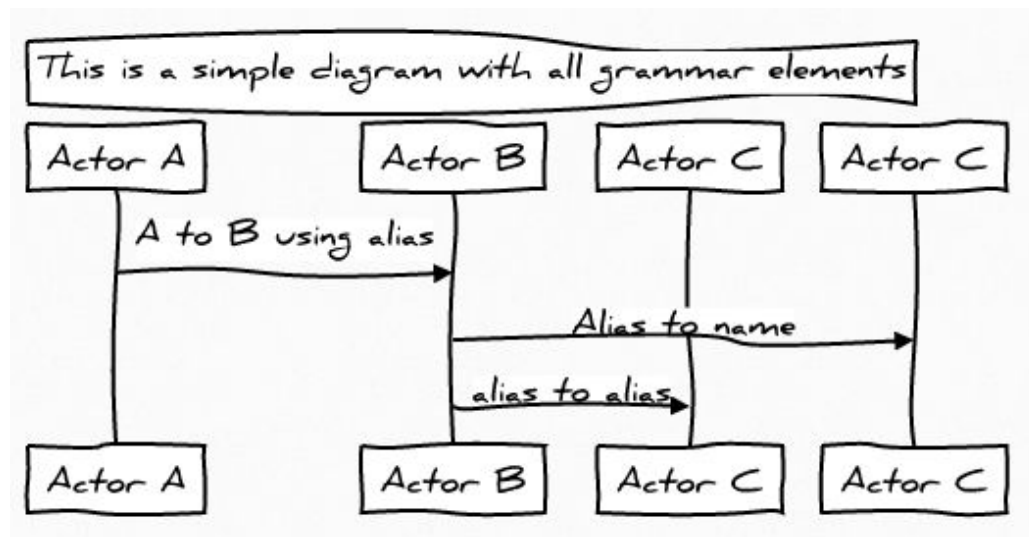 This is a simple diagram with all grammar elements
Actor A
Actor B
Actor C
Actor C
A to B using alias
Alias to name
alias to alias
Actor A
Actor B
Actor C
Actor C